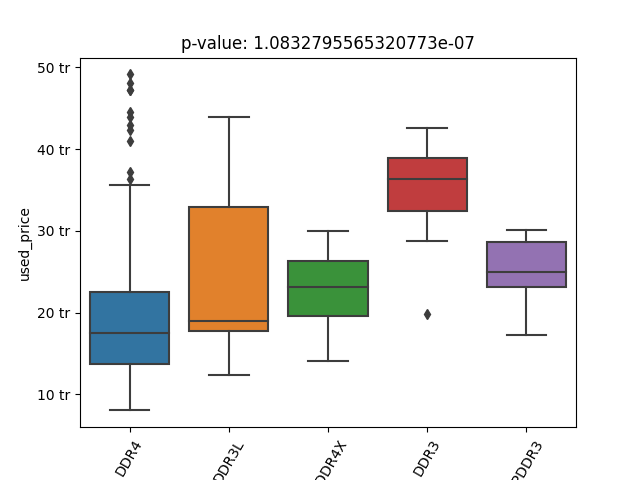 p-value: 1.0832795565320773e-07
50 tr
40 tr
30 tr
20 tr
10 tr
used_price
DDR4
DDR3L
DDR4X
DDR3
PDDR3